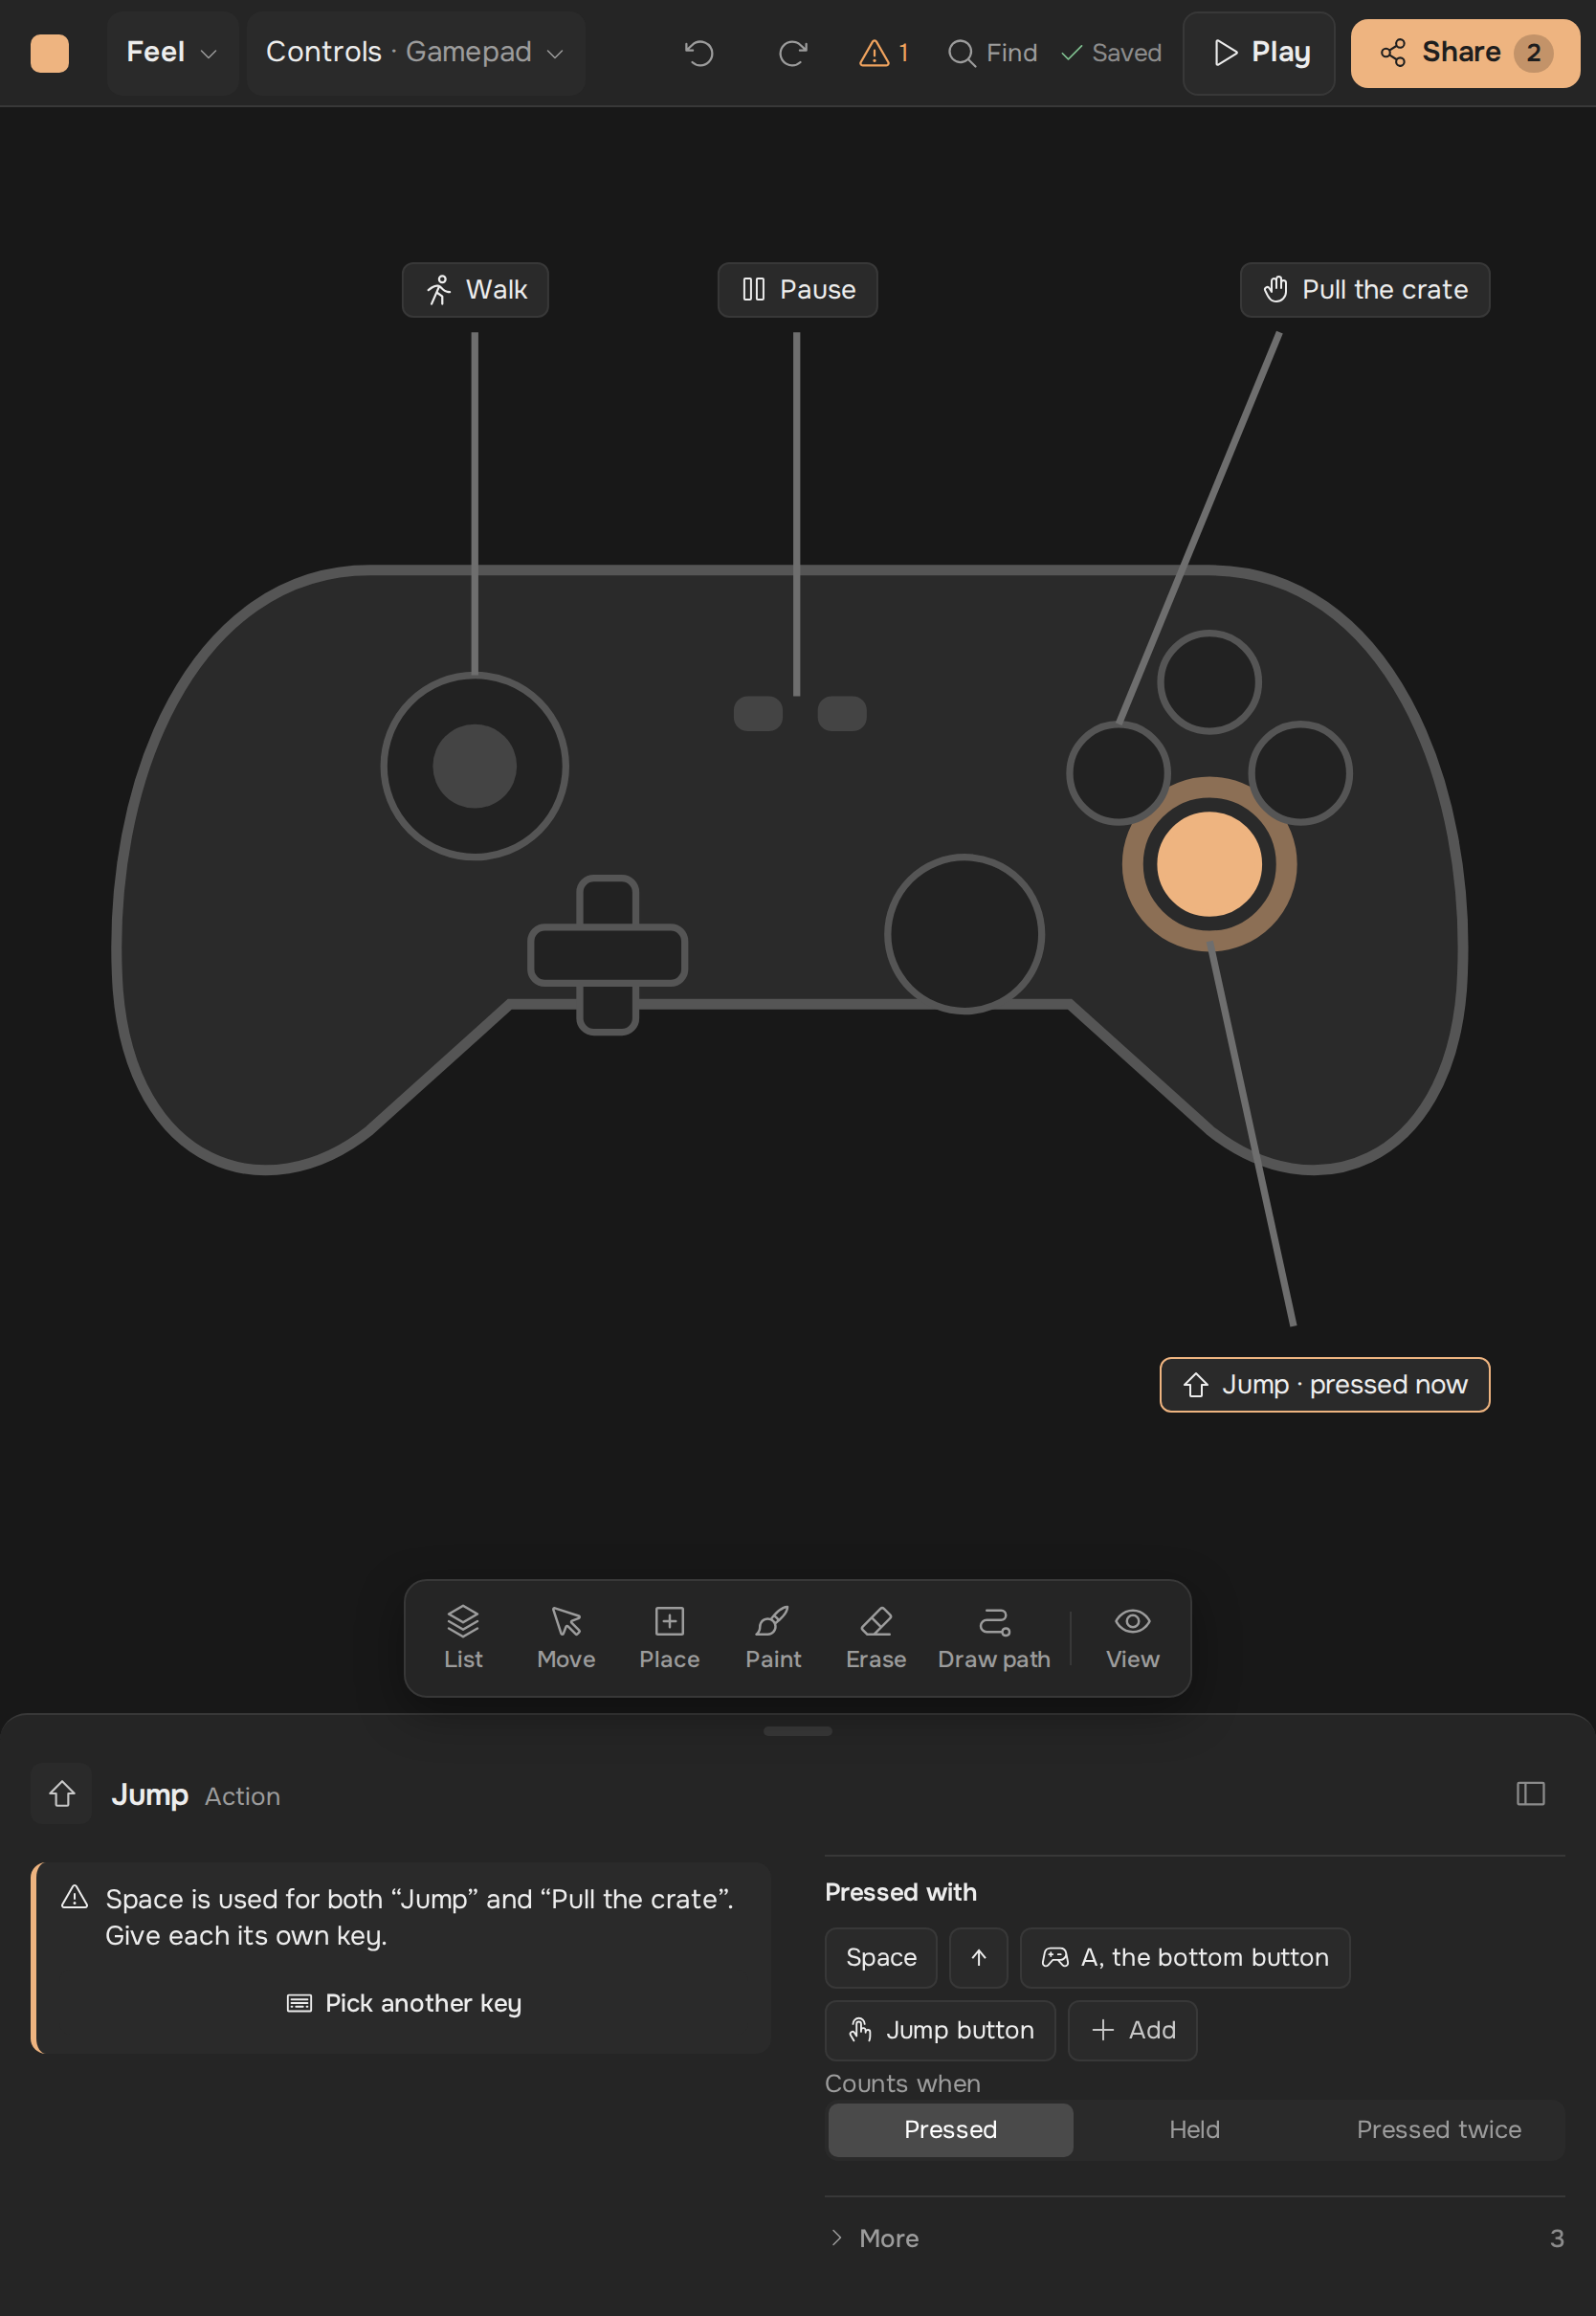 Feel
Controls · Gamepad
1
Find
Saved
Play
Share 2
Walk
Pause
Pull the crate
Jump · pressed now
List
Move
Place
Paint
Erase
Draw path
View
Jump Action
Space is used for both “Jump” and “Pull the crate”.
Give each its own key.
Pick another key
Pressed with
Space
A, the bottom button
Jump button
Add
Counts when
Pressed
Held
Pressed twice
More
3